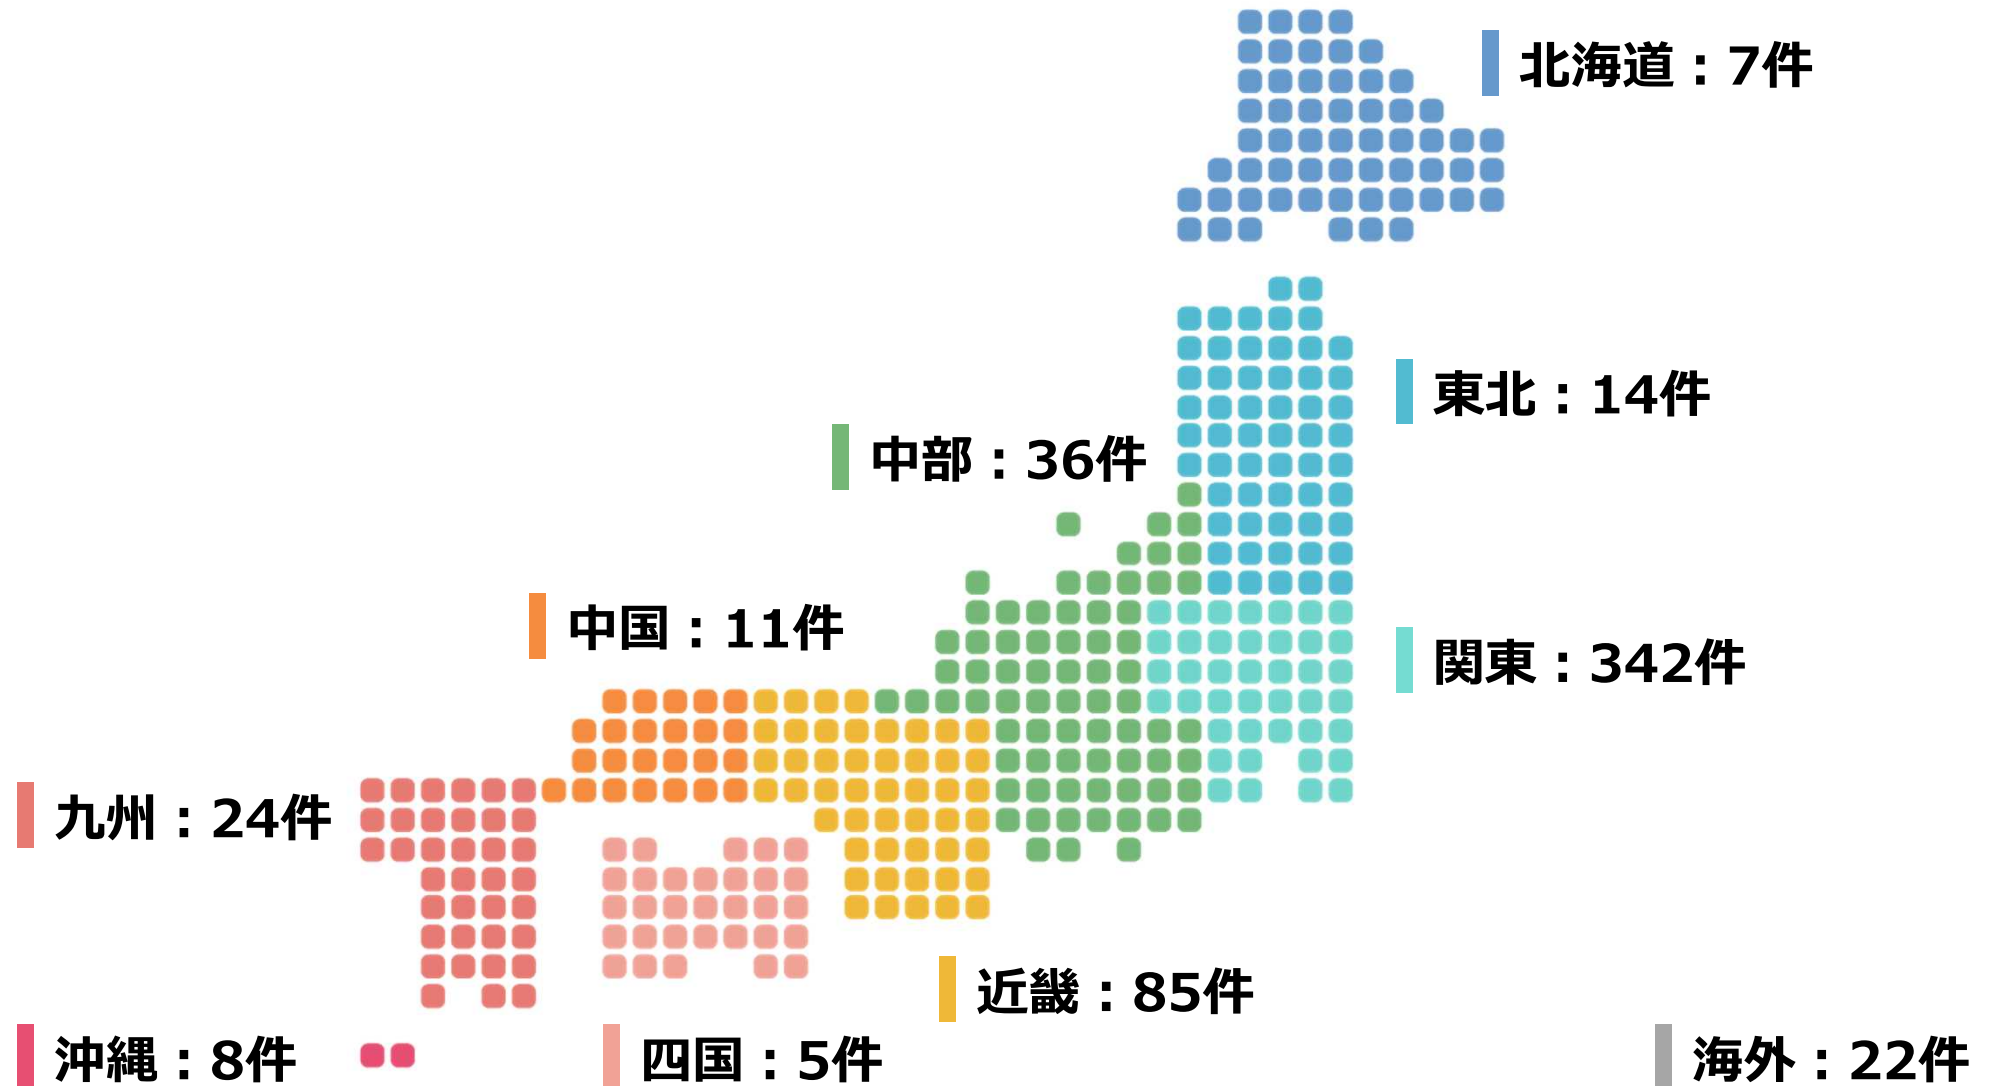 北海道：7件
東北：14件
中部：36件
中国：11件
関東：342件
九州：24件
近畿：85件
沖縄：8件
四国：5件
海外：22件